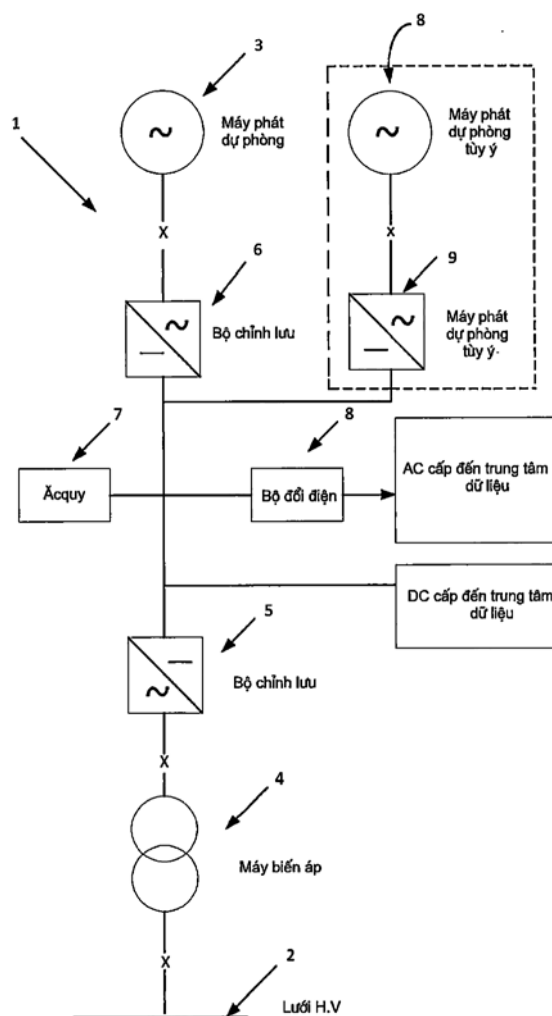 8
3
Máy phát
dự phòng
Máy phát
dự phòng
tùy ý
1
X
x
6
9
Bộ chỉnh lưu
Máy phát
dự phòng
tùy ý
7
8
Ăcquy
Bộ đổi điện
AC cấp đến trung tâm
dữ liệu
DC cấp đến trung tâm
dữ liệu
5
Bộ chỉnh lưu
X
4
Máy biến áp
X
2
Lưới H.V